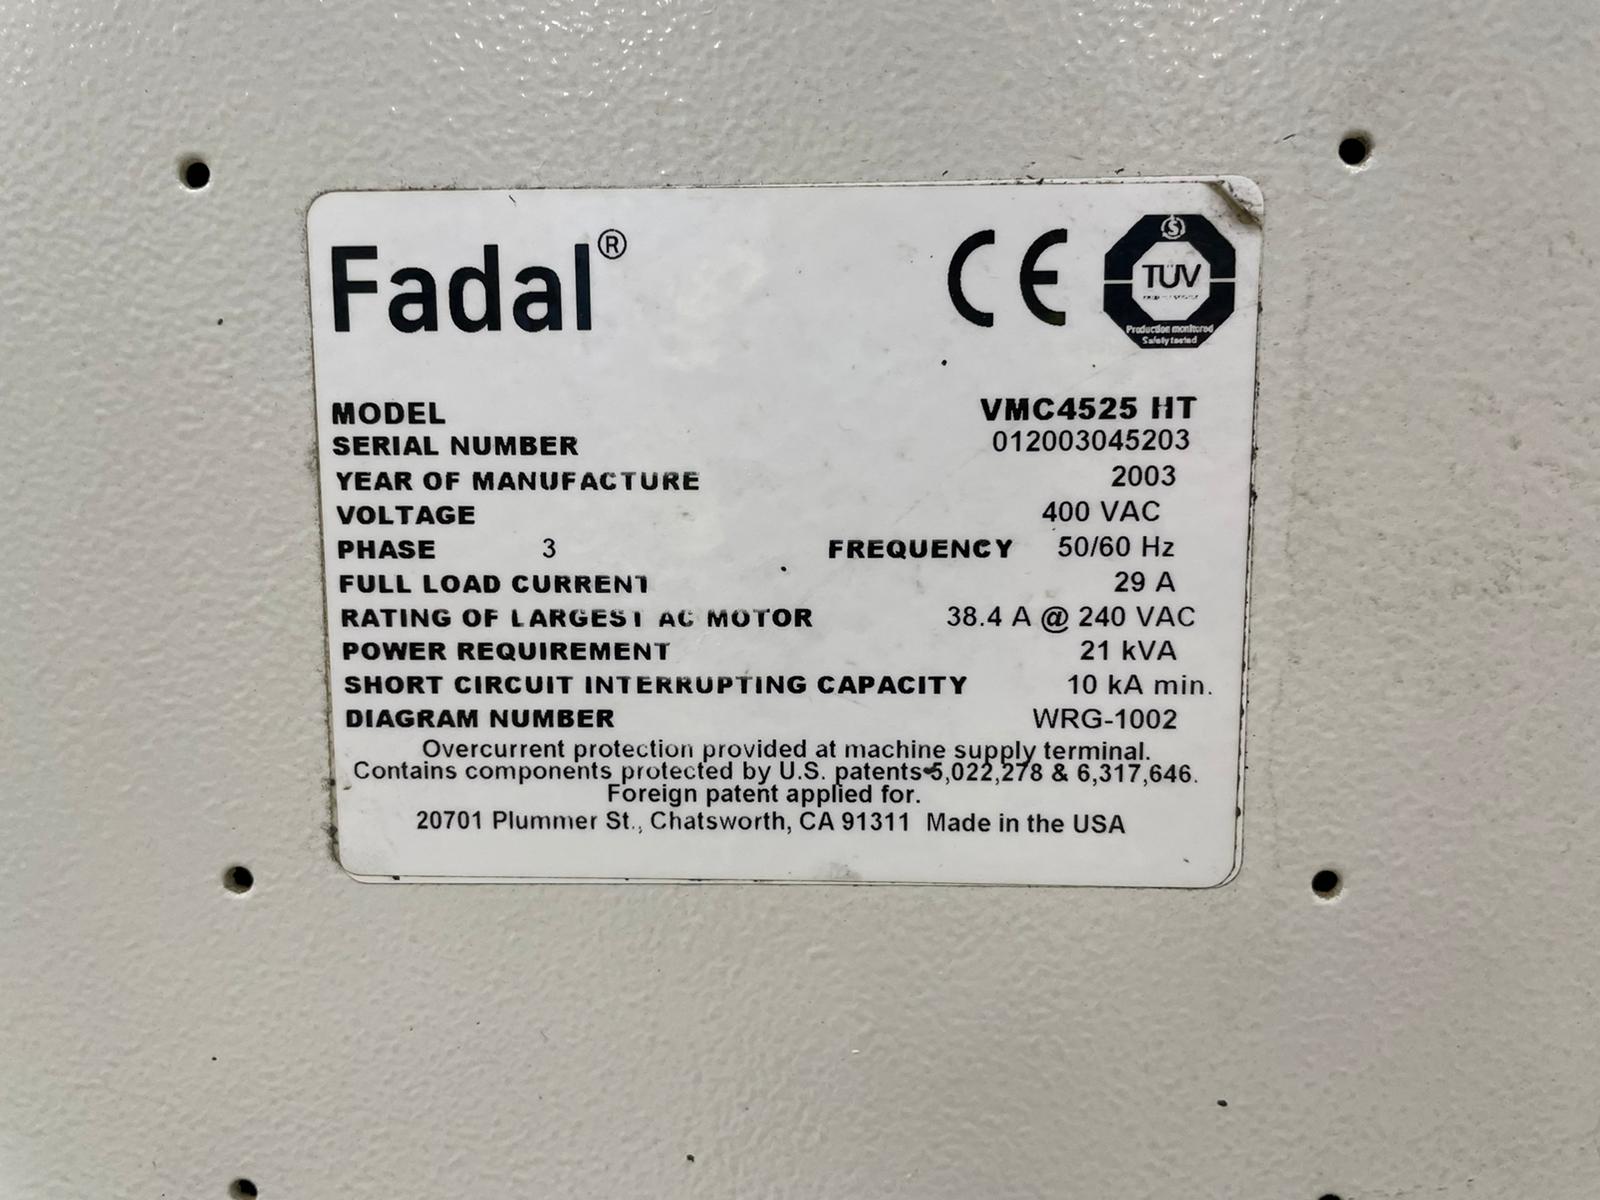 Fadal®
CE
S
TÜV
Production monitored
Safety tested
MODEL VMC4525 HT
SERIAL NUMBER 012003045203
YEAR OF MANUFACTURE 2003
VOLTAGE 400 VAC
PHASE 3 FREQUENCY 50/60 Hz
FULL LOAD CURRENT 29 A
RATING OF LARGEST AC MOTOR 38.4 A @ 240 VAC
POWER REQUIREMENT 21 kVA
SHORT CIRCUIT INTERRUPTING CAPACITY 10 kA min.
DIAGRAM NUMBER WRG-1002
Overcurrent protection provided at machine supply terminal.
Contains components protected by U.S. patents 5,022,278 & 6,317,646.
Foreign patent applied for.
20701 Plummer St., Chatsworth, CA 91311 Made in the USA